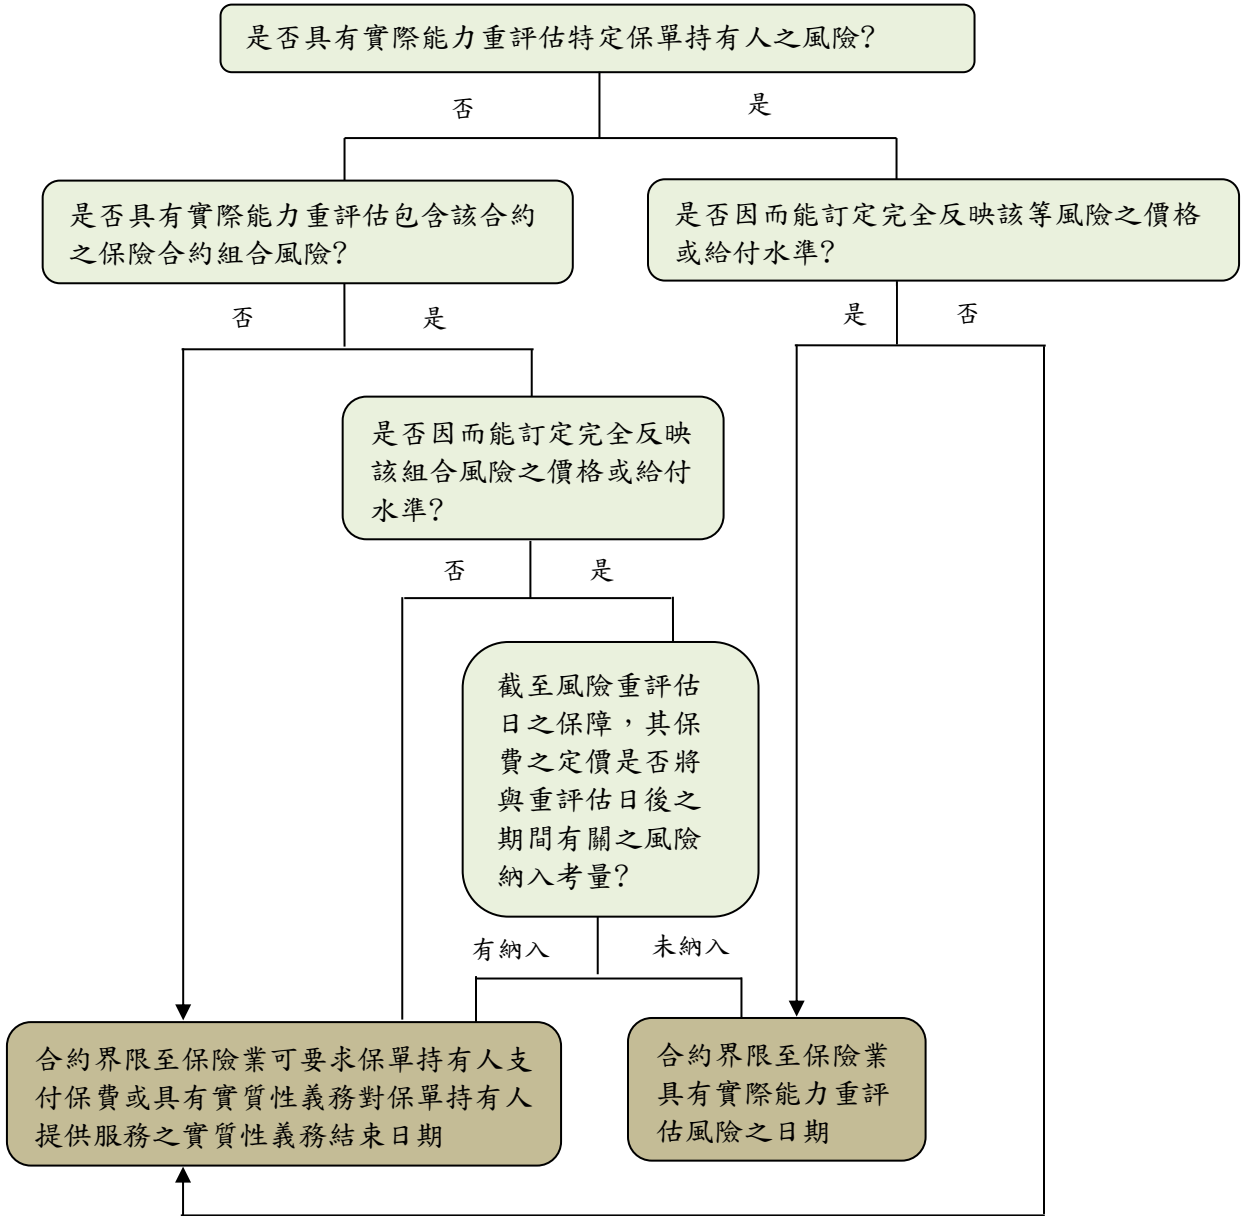 是否具有實際能力重評估特定保單持有人之風險?
否
是
是否具有實際能力重評估包含該合約
之保險合約組合風險?
是否因而能訂定完全反映該等風險之價格
或給付水準?
否
是
是
否
是否因而能訂定完全反映
該組合風險之價格或給付
水準?
否
是
截至風險重評估
日之保障，其保
費之定價是否將
與重評估日後之
期間有關之風險
納入考量?
有納入
未納入
合約界限至保險業可要求保單持有人支
付保費或具有實質性義務對保單持有人
提供服務之實質性義務結束日期
合約界限至保險業
具有實際能力重評
估風險之日期